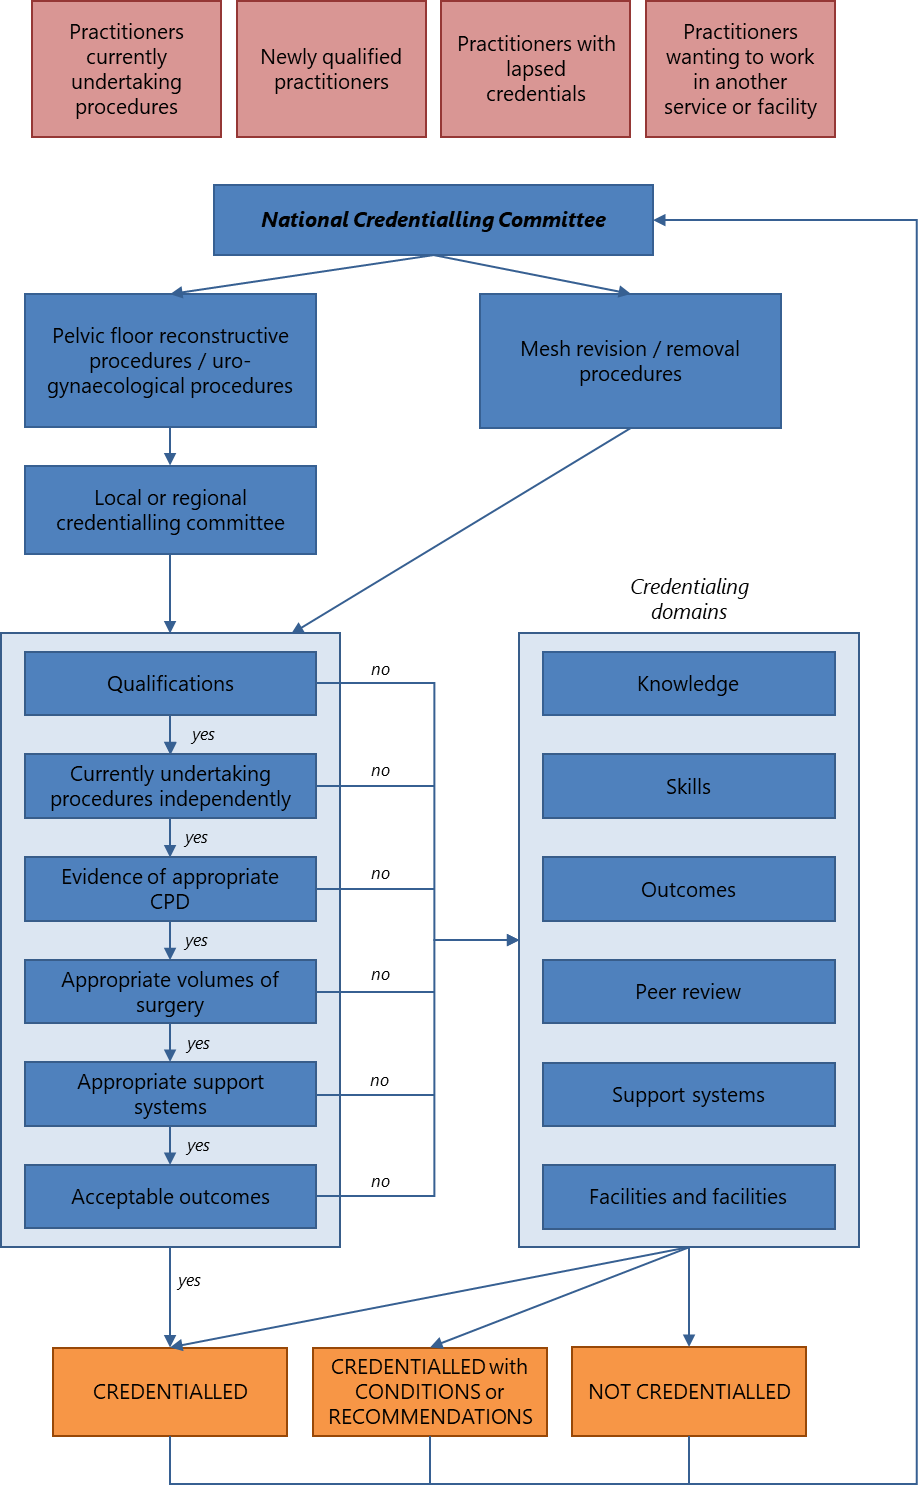 Practitioners
currently
undertaking
procedures
Newly qualified
practitioners
Practitioners with
lapsed
credentials
Practitioners
wanting to work
in another
service or facility
National Credentialling Committee
Pelvic floor reconstructive
procedures / uro-
gynaecological procedures
Mesh revision / removal
procedures
Local or regional
credentialling committee
Credentialing
domains
Qualifications
no
Knowledge
yes
Currently undertaking
procedures independently
no
Skills
yes
Evidence of appropriate
CPD
no
Outcomes
yes
Appropriate volumes of
surgery
no
Peer review
yes
Appropriate support
systems
no
Support systems
yes
Acceptable outcomes
no
Facilities and facilities
yes
CREDENTIALLED
CREDENTIALLED with
CONDITIONS or
RECOMMENDATIONS
NOT CREDENTIALLED